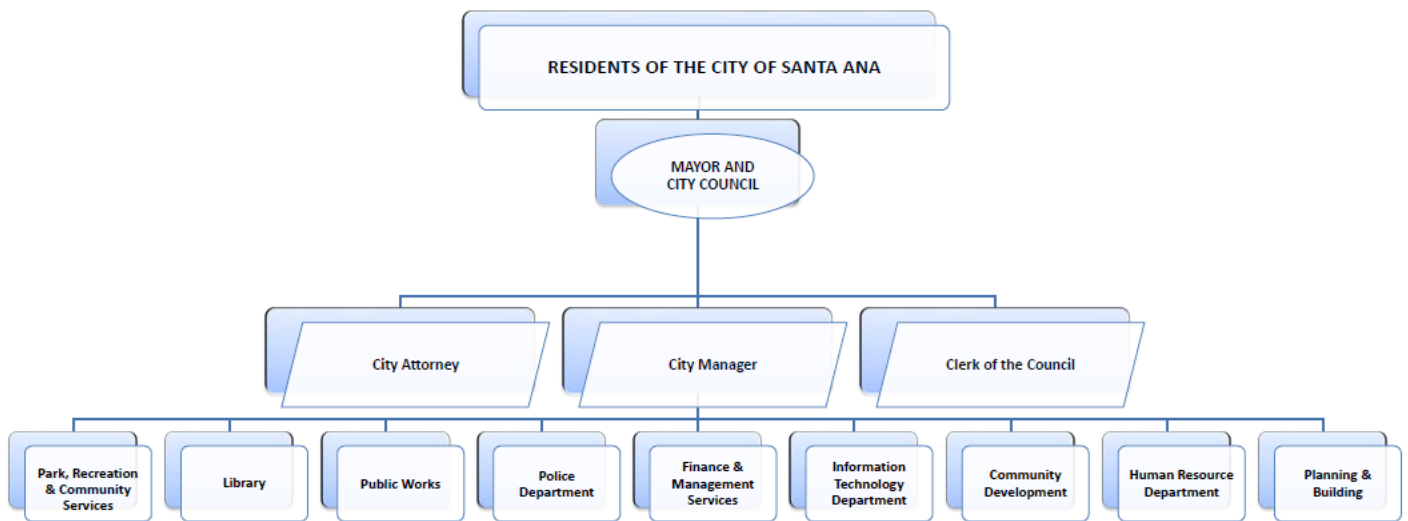 RESIDENTS OF THE CITY OF SANTA ANA
MAYOR AND
CITY COUNCIL
City Attorney
City Manager
Clerk of the Council
Park, Recreation
& Community
Services
Library
Public Works
Police
Department
Finance &
Management
Services
Information
Technology
Department
Community
Development
Human Resource
Department
Planning &
Building